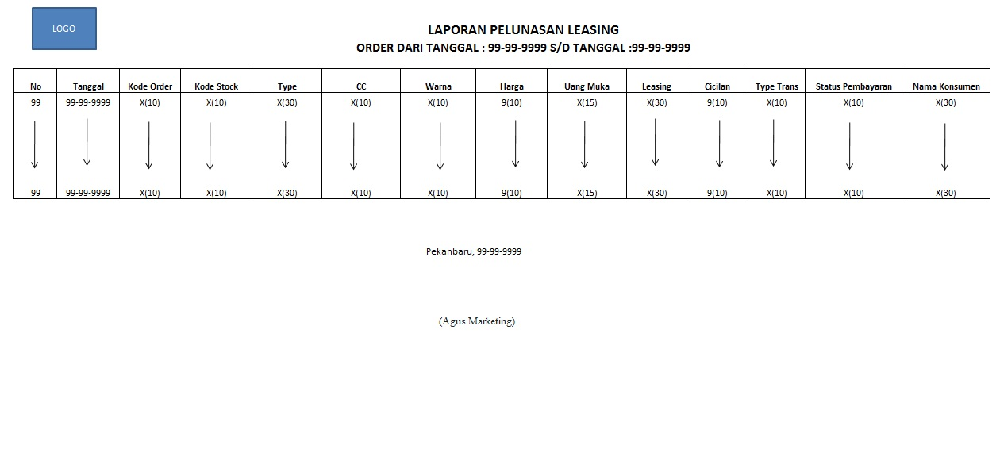 LOGO
LAPORAN PELUNASAN LEASING
ORDER DARI TANGGAL : 99-99-9999 S/D TANGGAL :99-99-9999
No Tanggal Kode Order Kode Stock Type CC Warna Harga Uang Muka Leasing Cicilan Type Trans Status Pembayaran Nama Konsumen
99 99-99-9999 X(10) X(10) X(30) X(10) X(10) 9(10) X(15) X(30) 9(10) X(10) X(10) X(30)
99 99-99-9999 X(10) X(10) X(30) X(10) X(10) 9(10) X(15) X(30) 9(10) X(10) X(10) X(30)
Pekanbaru, 99-99-9999
(Agus Marketing)